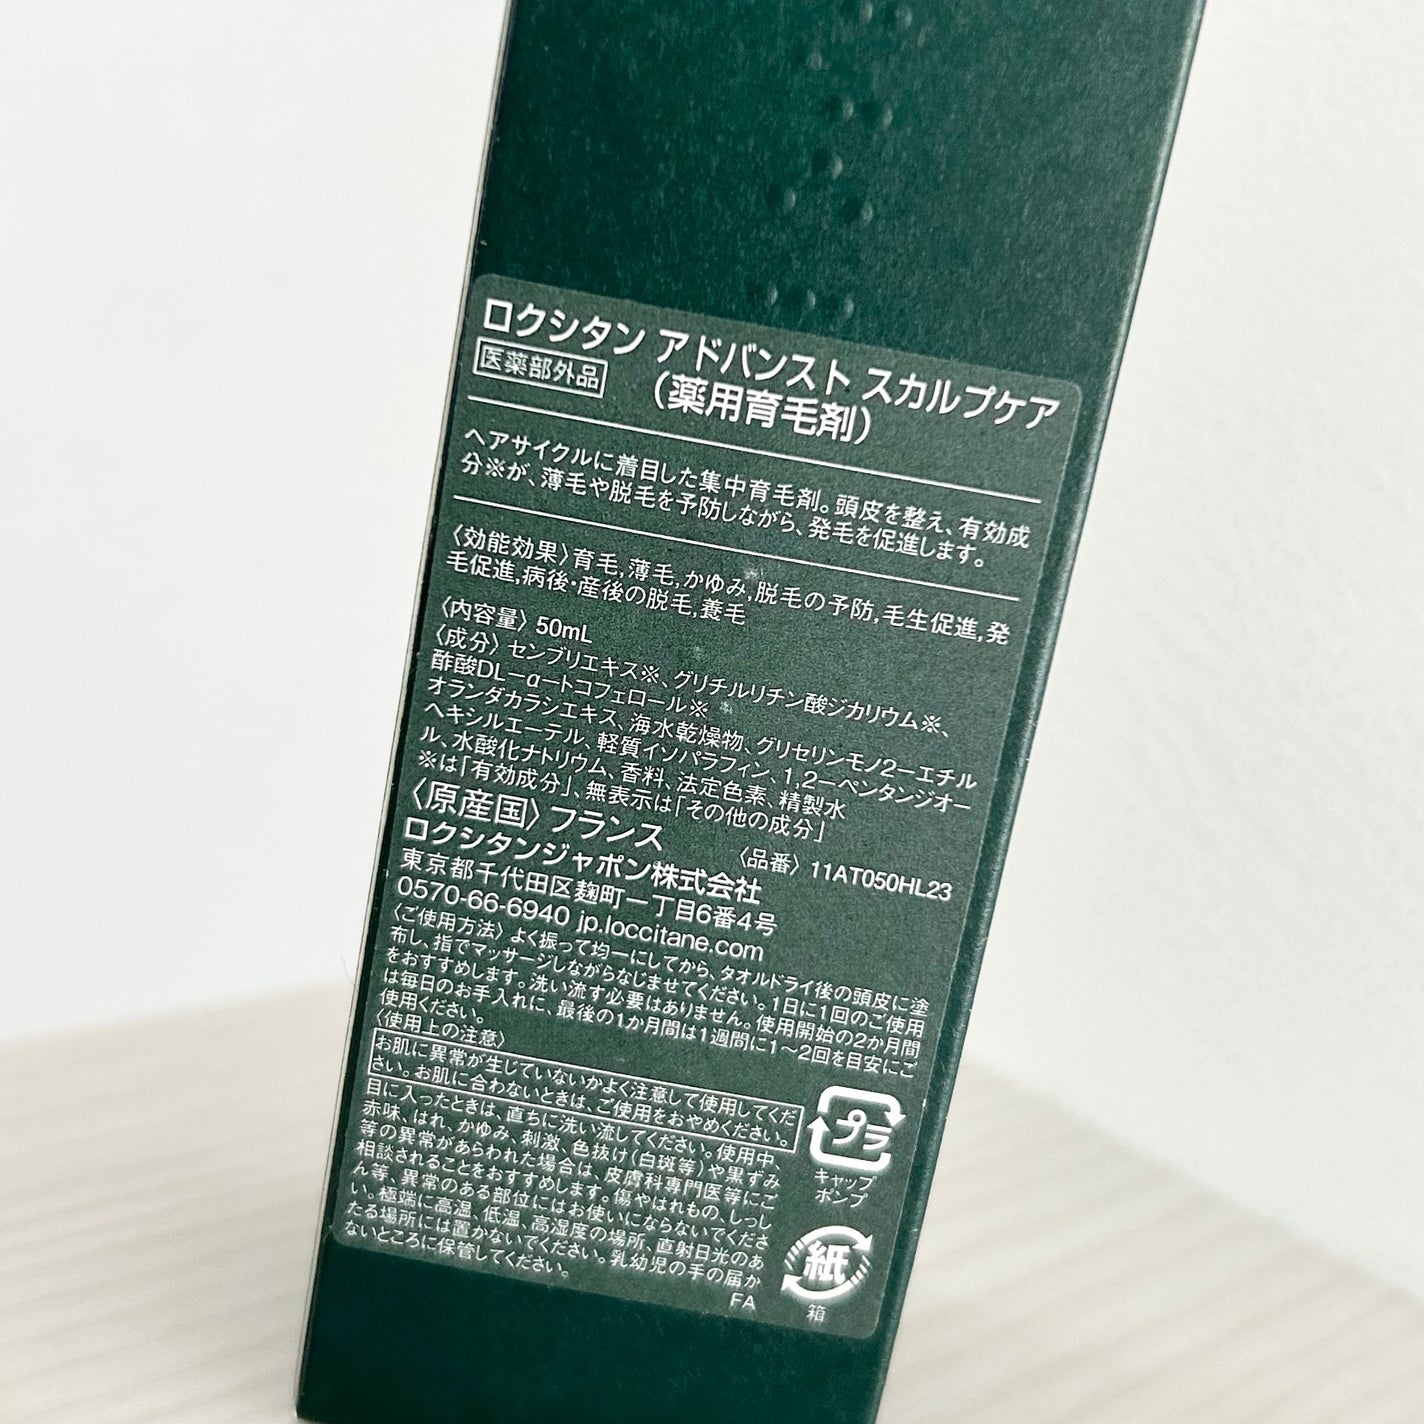 ロクシタン アドバンスト スカルプケア
医薬部外品 (薬用育毛剤)
ヘアサイクルに着目した集中育毛剤。頭皮を整え、有効成
分※が、薄毛や脱毛を予防しながら、発毛を促進します。
〈効能効果〉育毛,薄毛,かゆみ,脱毛の予防,毛生促進,発
毛促進,病後・産後の脱毛,養毛
〈内容量〉50mL
〈成分〉センブリエキス※、グリチルリチン酸ジカリウム※、
酢酸DL－α－トコフェロール※
オランダカラシエキス、海水乾燥物、グリセリンモノ2－エチル
ヘキシルエーテル、軽質イソパラフィン、1,2－ペンタンジオー
ル、水酸化ナトリウム、香料、法定色素、精製水
※は「有効成分」、無表示は「その他の成分」
〈原産国〉フランス
〈品番〉11AT050HL23
ロクシタンジャポン株式会社
東京都千代田区麹町一丁目6番4号
0570-66-6940 jp.loccitane.com
〈ご使用方法〉よく振って均一にしてから、タオルドライ後の頭皮に塗
布し、指でマッサージしながらなじませてください。1日に1回のご使用
をおすすめします。洗い流す必要はありません。使用開始の2か月間
は毎日のお手入れに、最後の1か月間は1週間に1～2回を目安にご
使用ください。
〈使用上の注意〉
お肌に異常が生じていないかよく注意して使用してくだ
さい。お肌に合わないときは、ご使用をおやめください。
目に入ったときは、直ちに洗い流してください。使用中、
赤味、はれ、かゆみ、刺激、色抜け(白斑等)や黒ずみ
等の異常があらわれた場合は、皮膚科専門医等にご
相談されることをおすすめします。傷やはれもの、しっし
ん等、異常のある部位にはお使いにならないでくださ
い。極端に高温、低温、高湿度の場所、直射日光のあ
たる場所には置かないでください。乳幼児の手の届か
ないところに保管してください。
FA
プラ
キャップ
ポンプ
紙
箱